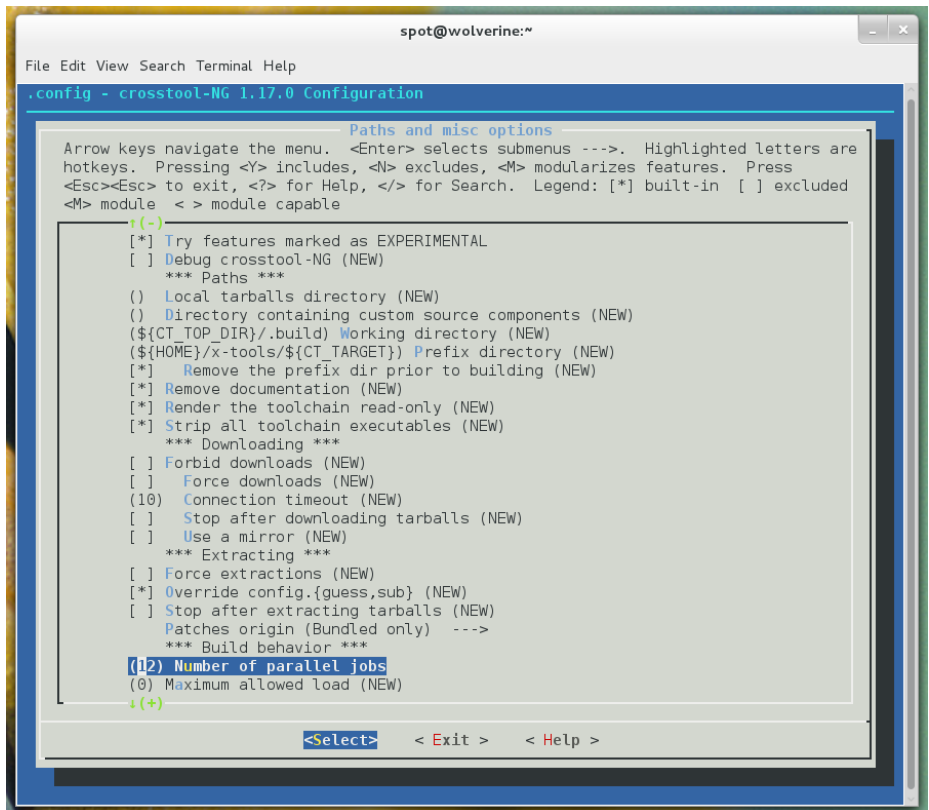 spot@wolverine:~
File Edit View Search Terminal Help
.config - crosstool-NG 1.17.0 Configuration
Paths and misc options
Arrow keys navigate the menu.  <Enter> selects submenus --->.  Highlighted letters are
hotkeys.  Pressing <Y> includes, <N> excludes, <M> modularizes features.  Press
<Esc><Esc> to exit, <?> for Help, </> for Search.  Legend: [*] built-in  [ ] excluded
<M> module  < > module capable
↑(-)
[*] Try features marked as EXPERIMENTAL
[ ] Debug crosstool-NG (NEW)
*** Paths ***
()  Local tarballs directory (NEW)
()  Directory containing custom source components (NEW)
(${CT_TOP_DIR}/.build) Working directory (NEW)
(${HOME}/x-tools/${CT_TARGET}) Prefix directory (NEW)
[*]   Remove the prefix dir prior to building (NEW)
[*] Remove documentation (NEW)
[*] Render the toolchain read-only (NEW)
[*] Strip all toolchain executables (NEW)
*** Downloading ***
[ ] Forbid downloads (NEW)
[ ]   Force downloads (NEW)
(10)  Connection timeout (NEW)
[ ]   Stop after downloading tarballs (NEW)
[ ]   Use a mirror (NEW)
*** Extracting ***
[ ] Force extractions (NEW)
[*] Override config.{guess,sub} (NEW)
[ ] Stop after extracting tarballs (NEW)
Patches origin (Bundled only)  --->
*** Build behavior ***
(12) Number of parallel jobs
(0) Maximum allowed load (NEW)
↓(+)
<Select>    < Exit >    < Help >